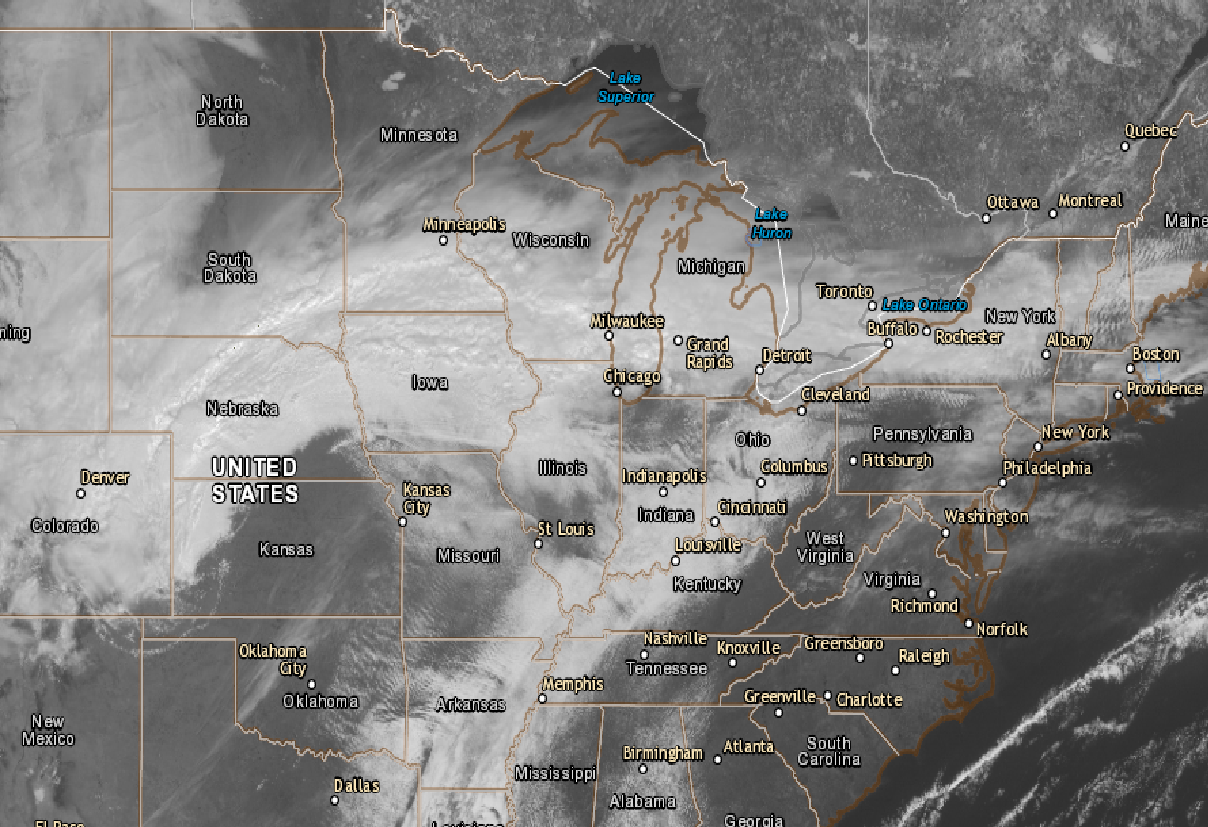 Lake
Superior
North
Dakota
Minnesota
Quebec
Ottawa
Montreal
Maine
Lake
Huron
Minneapolis
Wisconsin
South
Dakota
Michigan
Toronto
Lake Ontario
New York
ning
Milwaukee
Buffalo
Rochester
Grand
Rapids
Detroit
Albany
Boston
Iowa
Chicago
Cleveland
Providence
Nebraska
Ohio
Pennsylvania
New York
UNITED
STATES
Denver
Illinois
Indianapolis
Columbus
Pittsburgh
Philadelphia
Kansas
City
Colorado
Indiana
Cincinnati
Washington
St Louis
Kansas
Missouri
Louisville
West
Virginia
Kentucky
Virginia
Richmond
Norfolk
Oklahoma
City
Nashville
Knoxville
Greensboro
Raleigh
Tennessee
Oklahoma
Arkansas
Memphis
Greenville
Charlotte
New
Mexico
Birmingham
Atlanta
South
Carolina
Mississippi
Dallas
Alabama
El Paso
Louisiana
Georgia